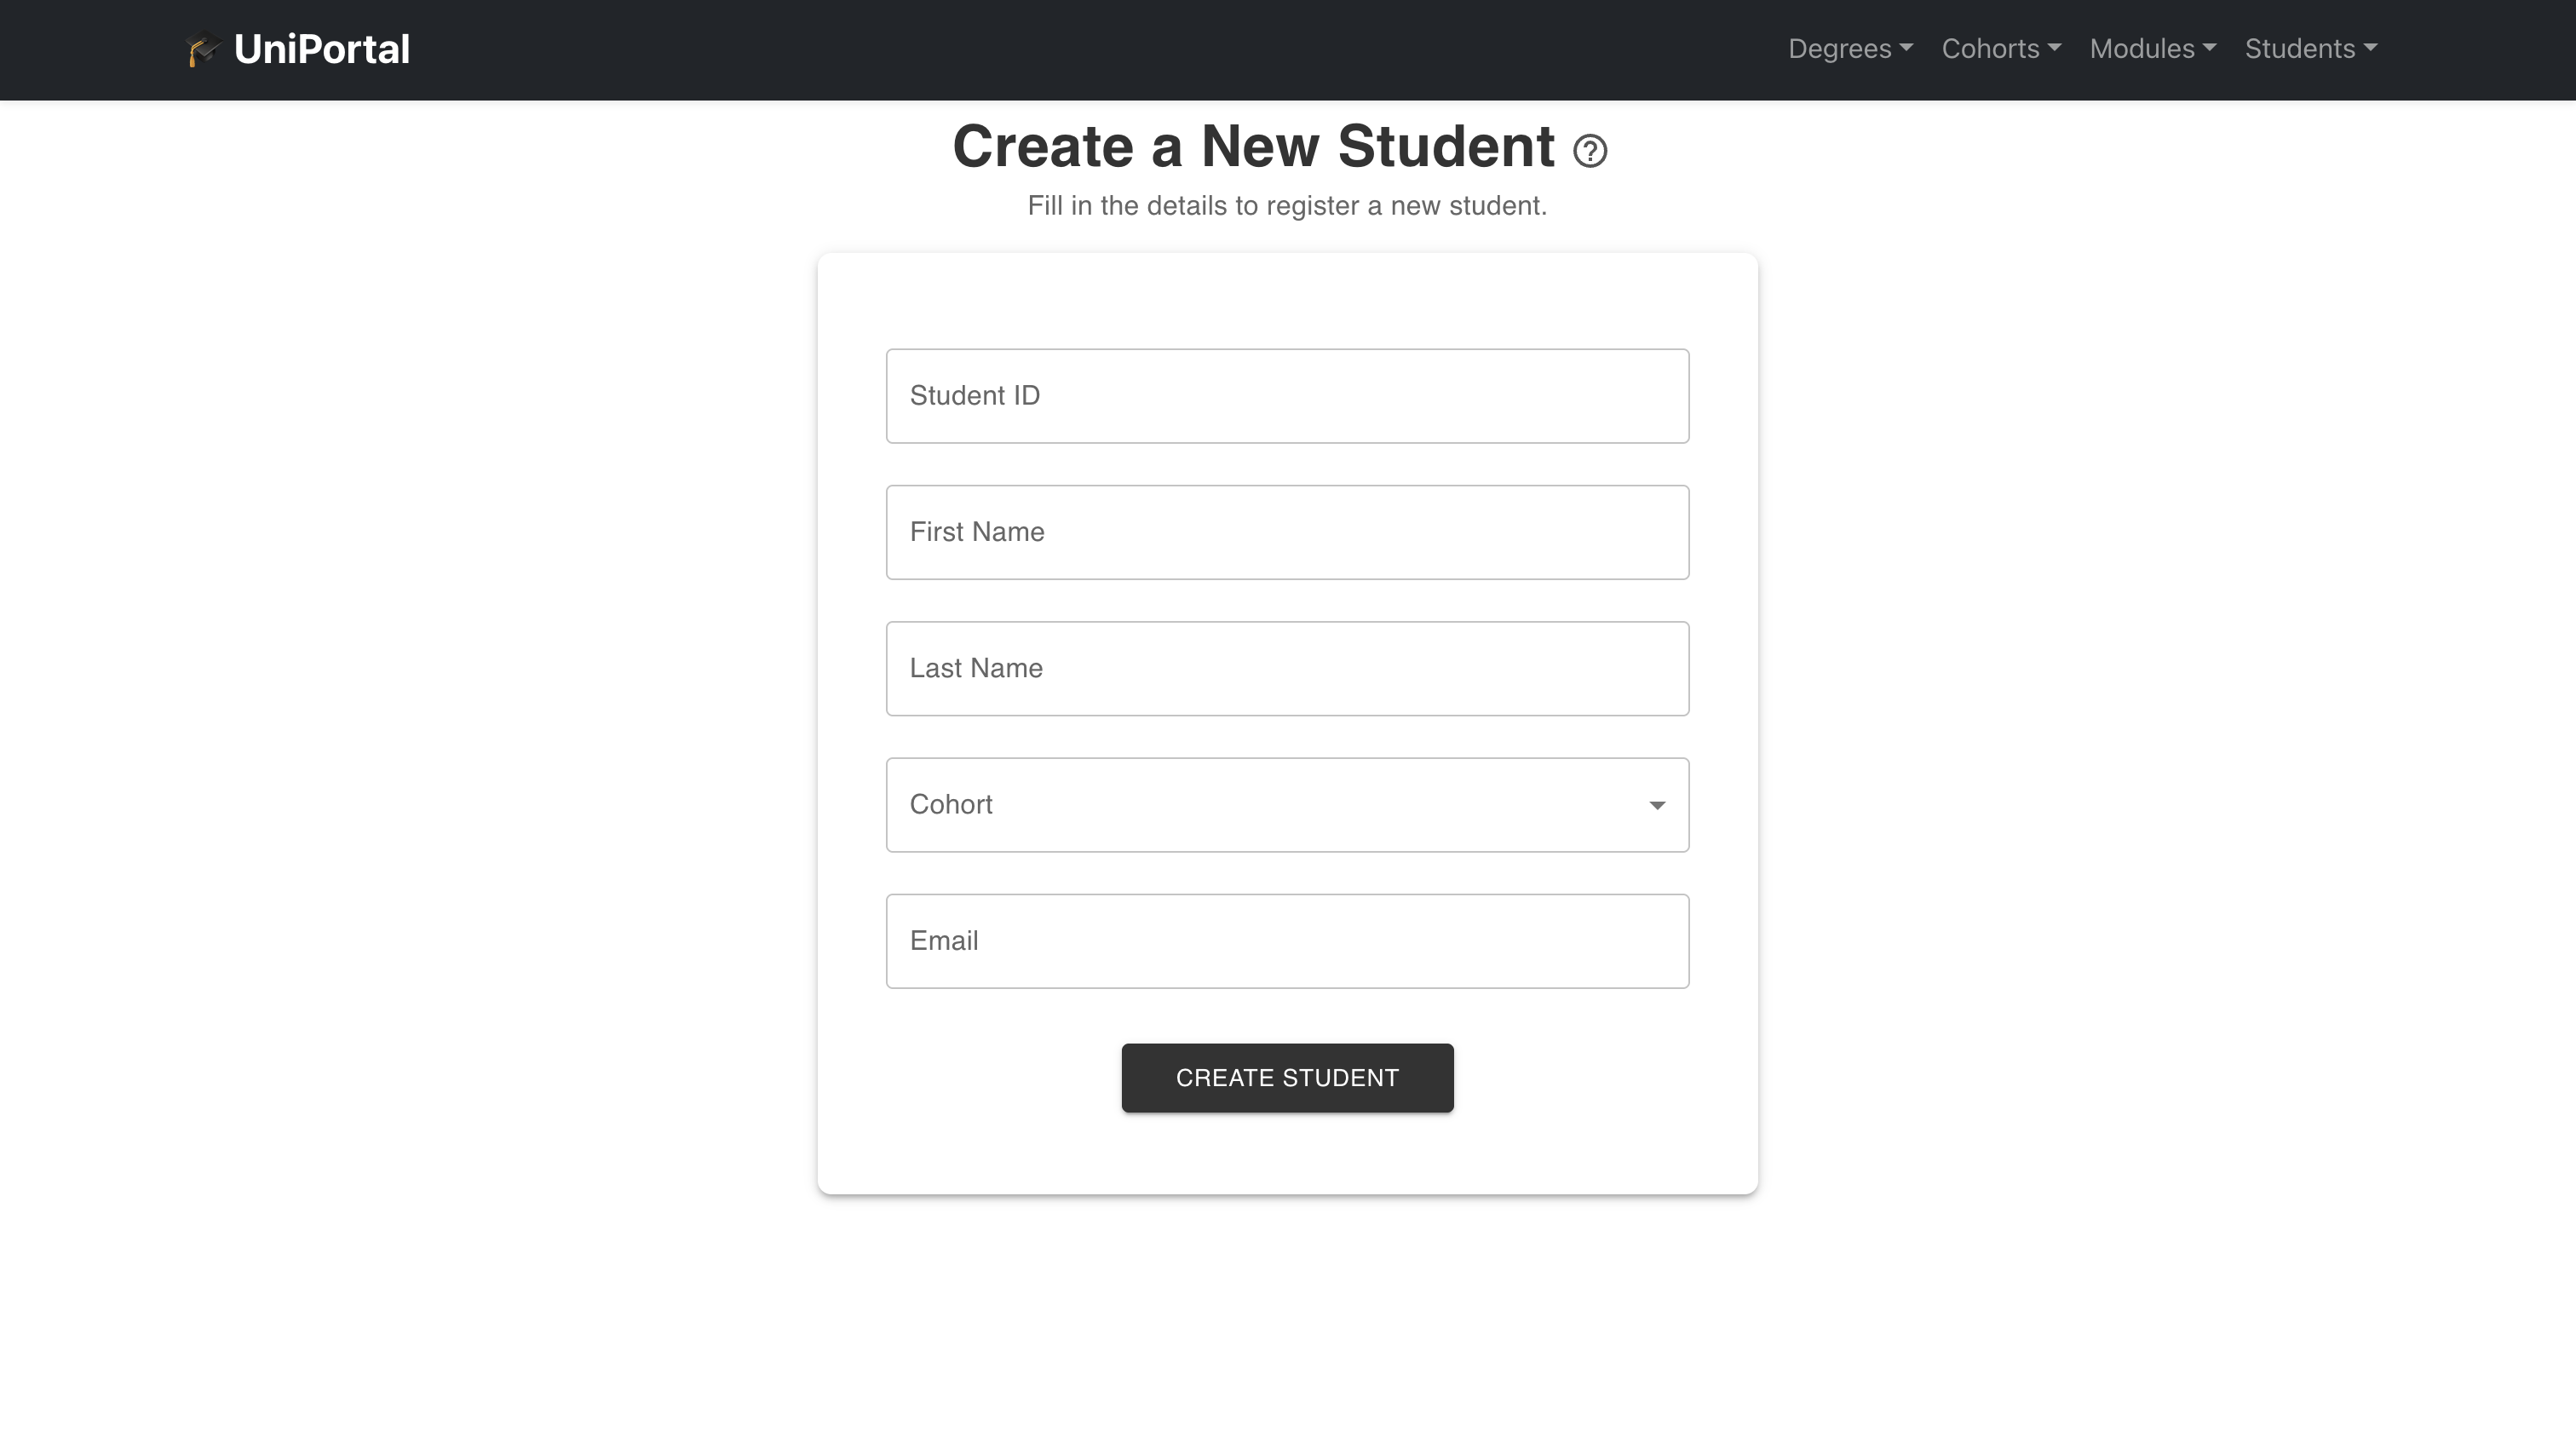 UniPortal
Degrees Cohorts Modules Students
Create a New Student
Fill in the details to register a new student.
Student ID
First Name
Last Name
Cohort
Email
CREATE STUDENT